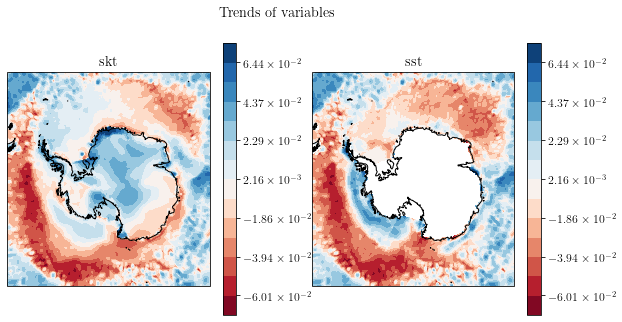 Trends of variables
skt
6.44 × 10⁻²
4.37 × 10⁻²
2.29 × 10⁻²
2.16 × 10⁻³
−1.86 × 10⁻²
−3.94 × 10⁻²
−6.01 × 10⁻²
sst
6.44 × 10⁻²
4.37 × 10⁻²
2.29 × 10⁻²
2.16 × 10⁻³
−1.86 × 10⁻²
−3.94 × 10⁻²
−6.01 × 10⁻²